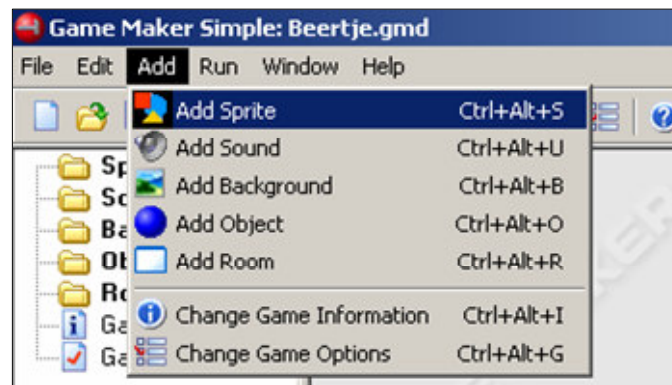 Game Maker Simple: Beertje.gmd
File Edit Add Run Window Help
Add Sprite Ctrl+Alt+S
Add Sound Ctrl+Alt+U
Add Background Ctrl+Alt+B
Add Object Ctrl+Alt+O
Add Room Ctrl+Alt+R
Change Game Information Ctrl+Alt+I
Change Game Options Ctrl+Alt+G